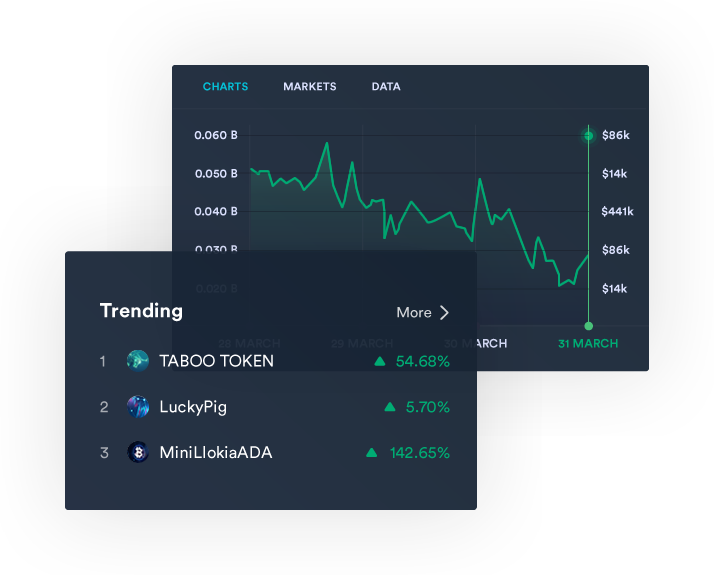 CHARTS MARKETS DATA
0.060 B $86k
0.050 B $14k
0.040 B $441k
0.030 B $86k
0.020 B $14k
28 MARCH 29 MARCH 30 MARCH 31 MARCH
Trending More
1 TABOO TOKEN 54.68%
2 LuckyPig 5.70%
3 MiniLlokiaADA 142.65%